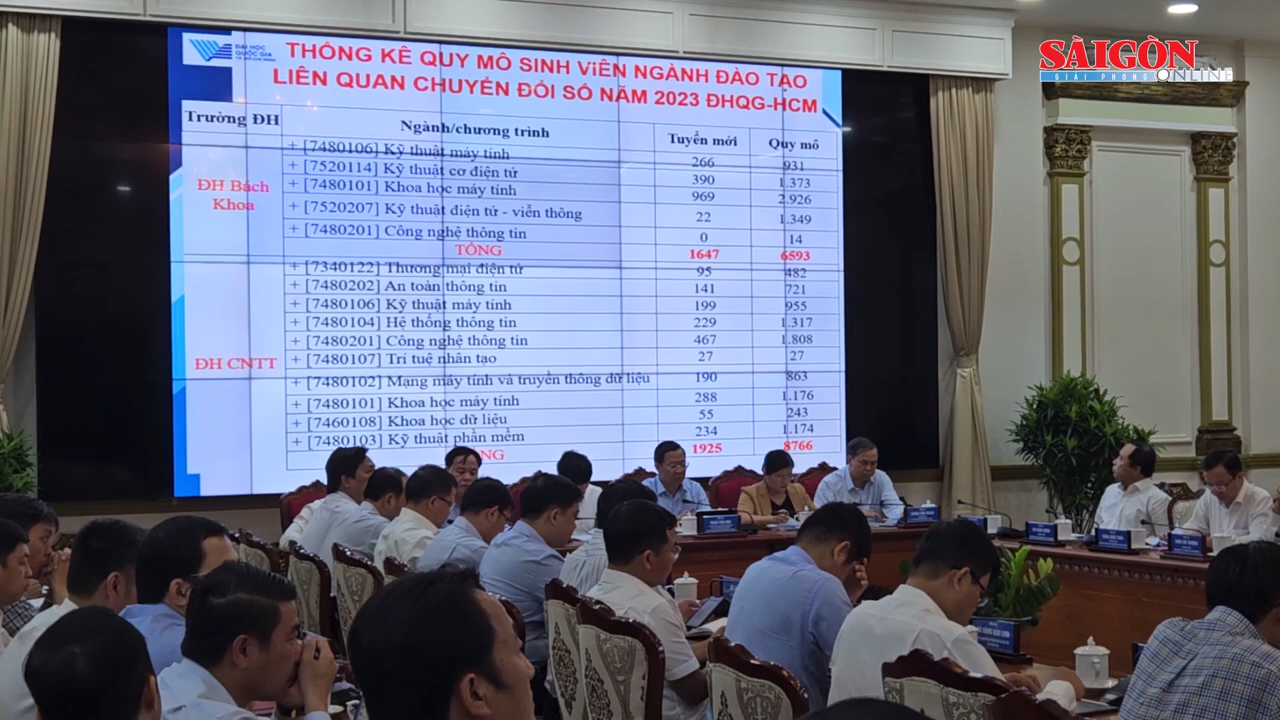 SÀIGÒN
GIẢI PHÓNG ONLINE
ĐẠI HỌC
QUỐC GIA
THỐNG KÊ QUY MÔ SINH VIÊN NGÀNH ĐÀO TẠO
LIÊN QUAN CHUYỂN ĐỔI SỐ NĂM 2023 ĐHQG-HCM
Trường ĐH Ngành/chương trình Tuyển mới Quy mô
+ [7480106] Kỹ thuật máy tính 266 931
+ [7520114] Kỹ thuật cơ điện tử 390 1.373
ĐH Bách
Khoa
+ [7480101] Khoa học máy tính 969 2.926
+ [7520207] Kỹ thuật điện tử - viễn thông 22 1.349
+ [7480201] Công nghệ thông tin 0 14
TỔNG 1647 6593
+ [7340122] Thương mại điện tử 95 482
+ [7480202] An toàn thông tin 141 721
+ [7480106] Kỹ thuật máy tính 199 955
+ [7480104] Hệ thống thông tin 229 1.317
+ [7480201] Công nghệ thông tin 467 1.808
ĐH CNTT
+ [7480107] Trí tuệ nhân tạo 27 27
+ [7480102] Mạng máy tính và truyền thông dữ liệu 190 863
+ [7480101] Khoa học máy tính 288 1.176
+ [7460108] Khoa học dữ liệu 55 243
+ [7480103] Kỹ thuật phần mềm 234 1.174
NG 1925 8766